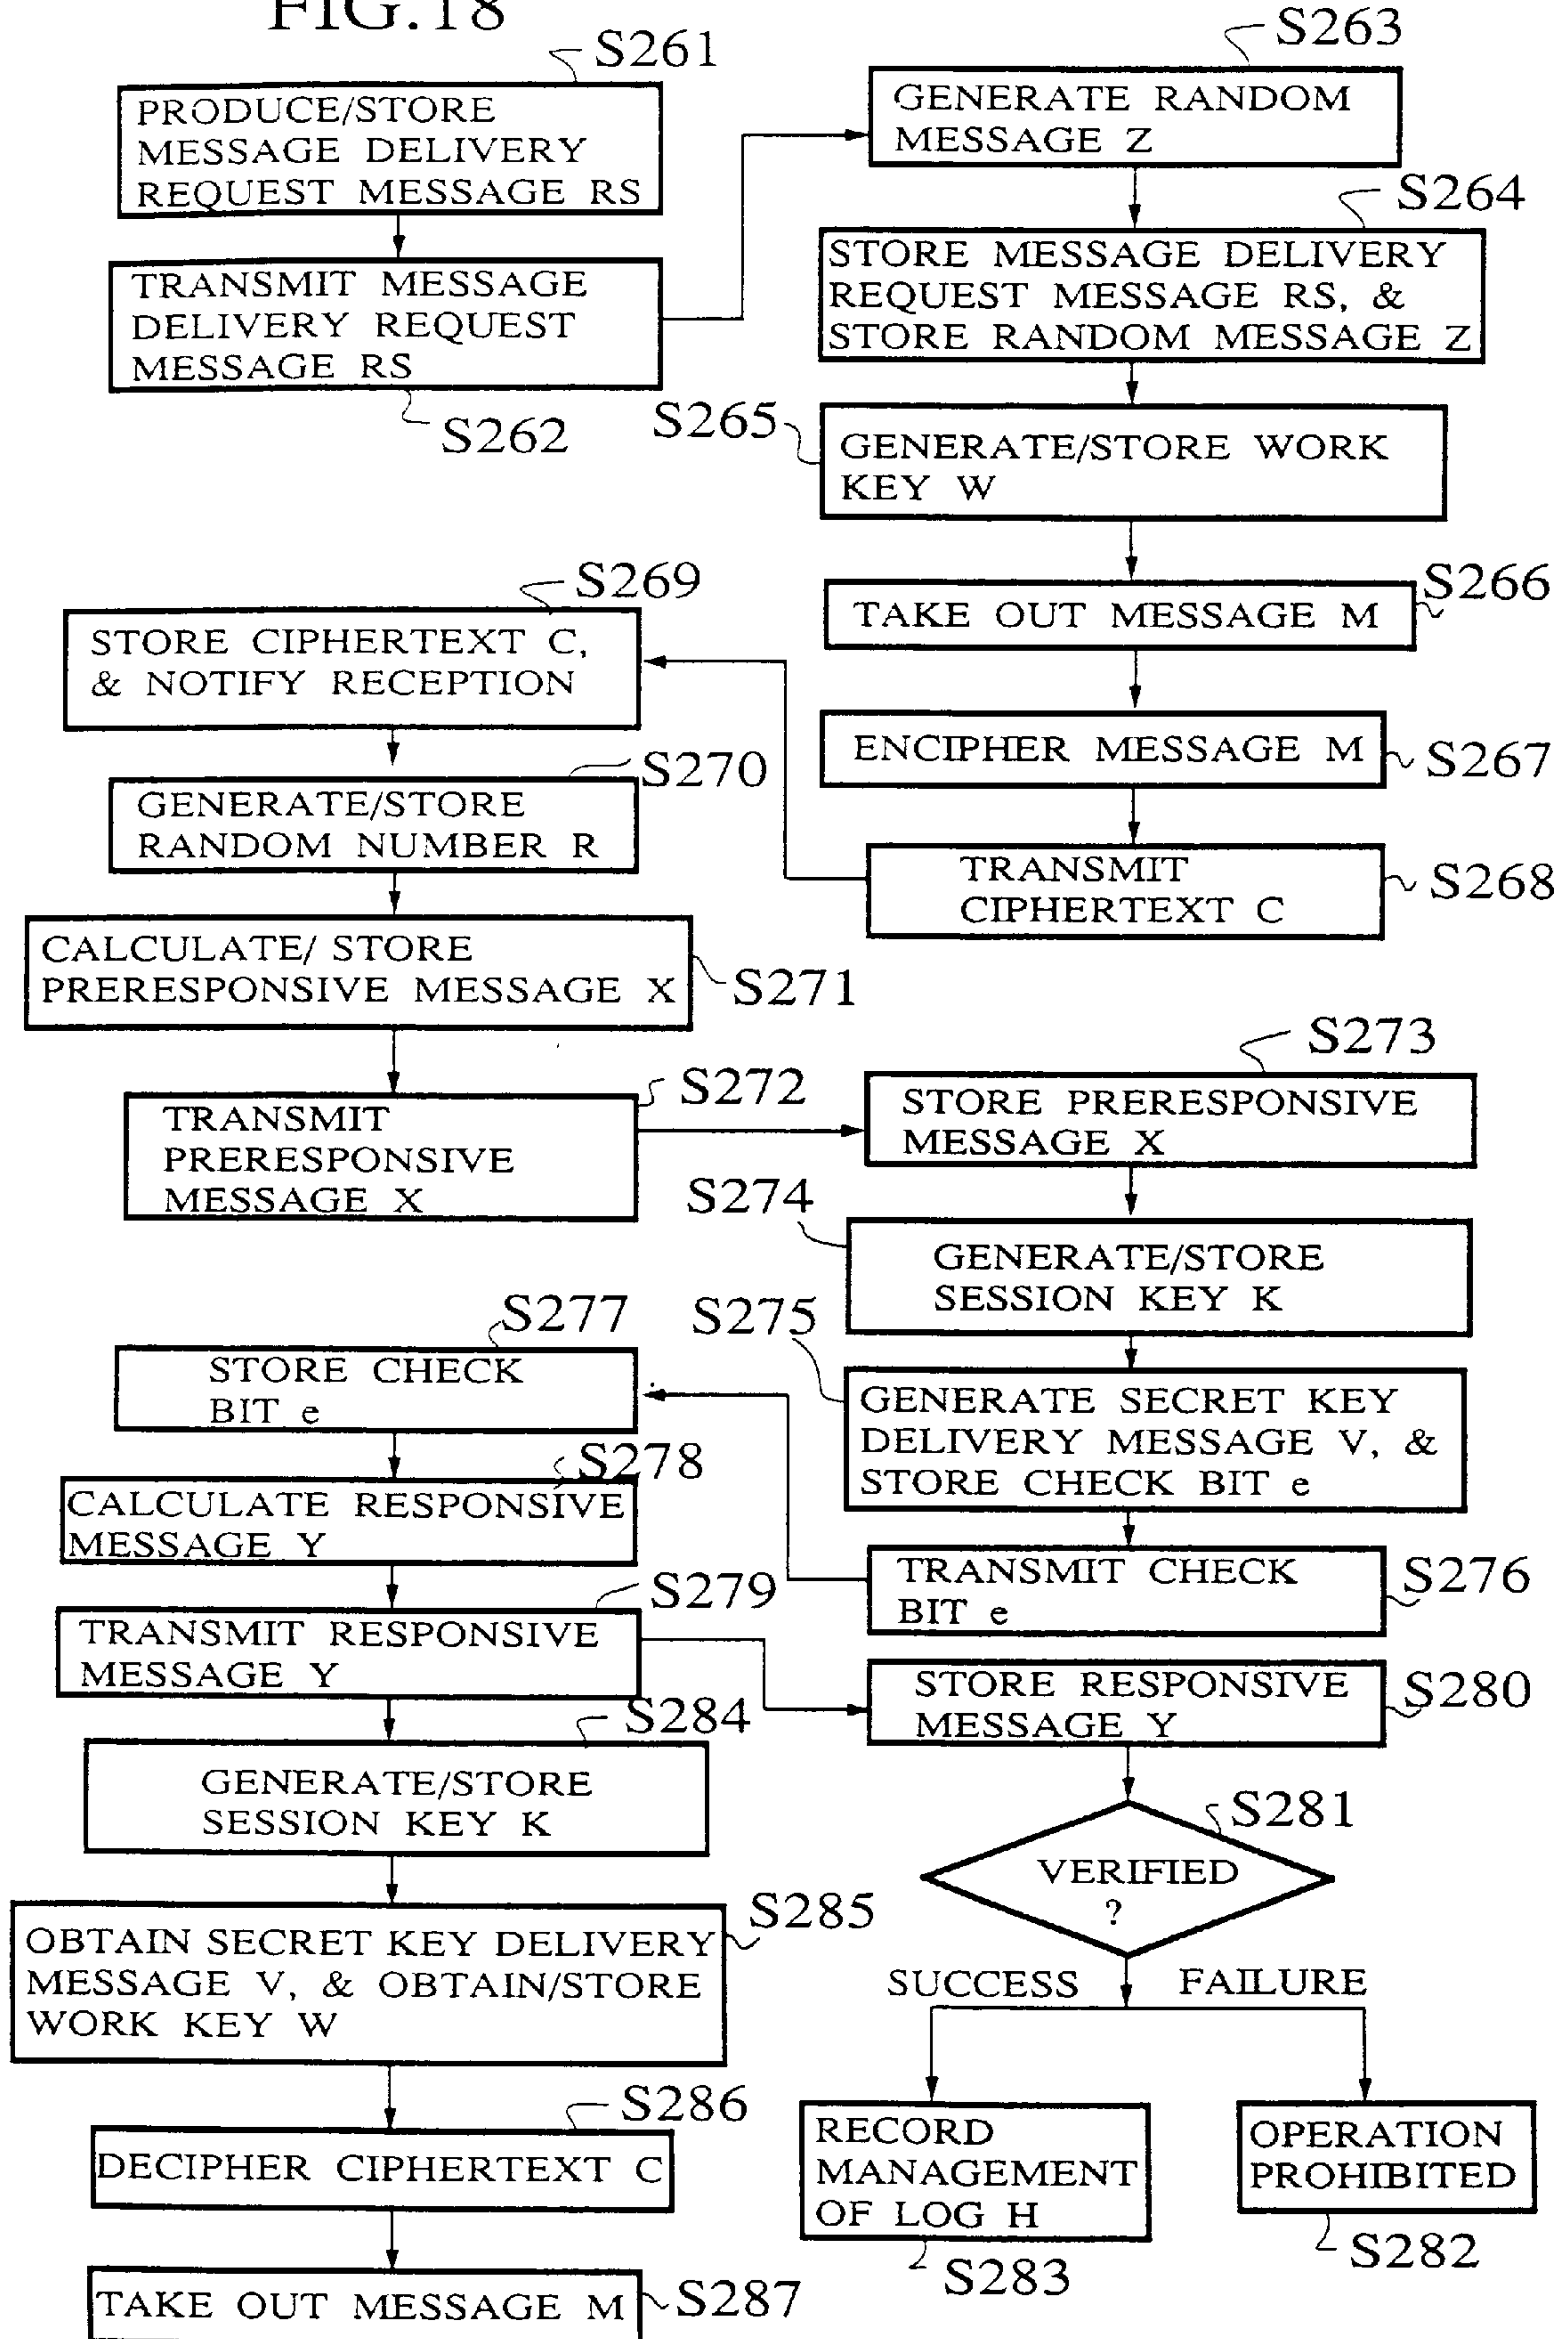 FIG.18
S261
PRODUCE/STORE
MESSAGE DELIVERY
REQUEST MESSAGE RS
TRANSMIT MESSAGE
DELIVERY REQUEST
MESSAGE RS
S262
S263
GENERATE RANDOM
MESSAGE Z
S264
STORE MESSAGE DELIVERY
REQUEST MESSAGE RS, &
STORE RANDOM MESSAGE Z
S265
GENERATE/STORE WORK
KEY W
S266
TAKE OUT MESSAGE M
ENCIPHER MESSAGE M
S267
TRANSMIT
CIPHERTEXT C
S268
S269
STORE CIPHERTEXT C,
& NOTIFY RECEPTION
S270
GENERATE/STORE
RANDOM NUMBER R
CALCULATE/ STORE
PRERESPONSIVE MESSAGE X
S271
S272
TRANSMIT
PRERESPONSIVE
MESSAGE X
S273
STORE PRERESPONSIVE
MESSAGE X
S274
GENERATE/STORE
SESSION KEY K
S275
GENERATE SECRET KEY
DELIVERY MESSAGE V, &
STORE CHECK BIT e
TRANSMIT CHECK
BIT e
S276
S277
STORE CHECK
BIT e
S278
CALCULATE RESPONSIVE
MESSAGE Y
S279
TRANSMIT RESPONSIVE
MESSAGE Y
STORE RESPONSIVE
MESSAGE Y
S280
S281
VERIFIED
?
SUCCESS
FAILURE
RECORD
MANAGEMENT
OF LOG H
S283
OPERATION
PROHIBITED
S282
S284
GENERATE/STORE
SESSION KEY K
S285
OBTAIN SECRET KEY DELIVERY
MESSAGE V, & OBTAIN/STORE
WORK KEY W
S286
DECIPHER CIPHERTEXT C
TAKE OUT MESSAGE M
S287